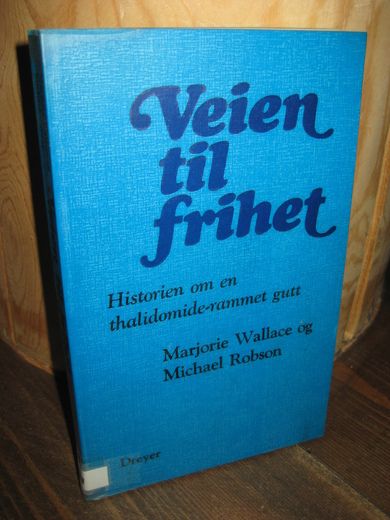 Veien
til
frihet
Historien om en
thalidomide-rammet gutt
Marjorie Wallace og
Michael Robson
Dreyer